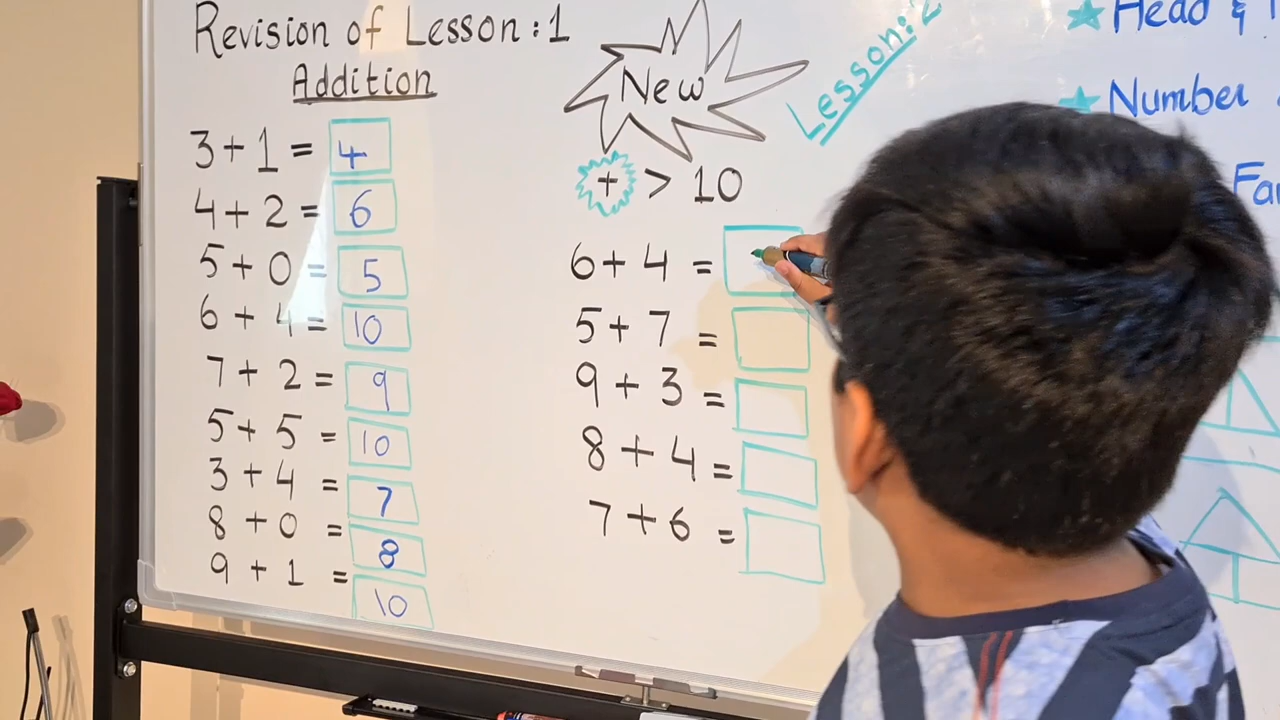 Revision of Lesson:1
Addition
3+1= 4
4+2= 6
5+0= 5
6+4= 10
7+2= 9
5+5= 10
3+4= 7
8+0= 8
9+1= 10
New
Lesson:2
+ > 10
6+4=
5+7=
9+3=
8+4=
7+6=
Head &
Number